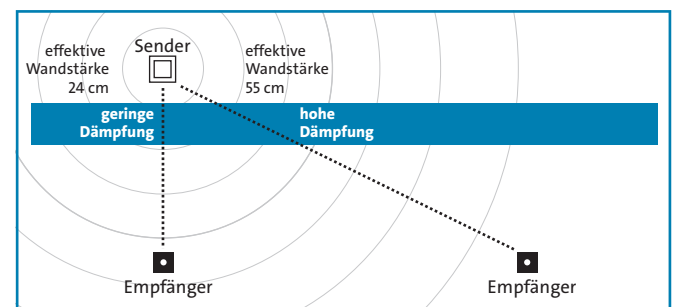 Sender
effektive
Wandstärke
24 cm
effektive
Wandstärke
55 cm
geringe
Dämpfung
hohe
Dämpfung
Empfänger
Empfänger